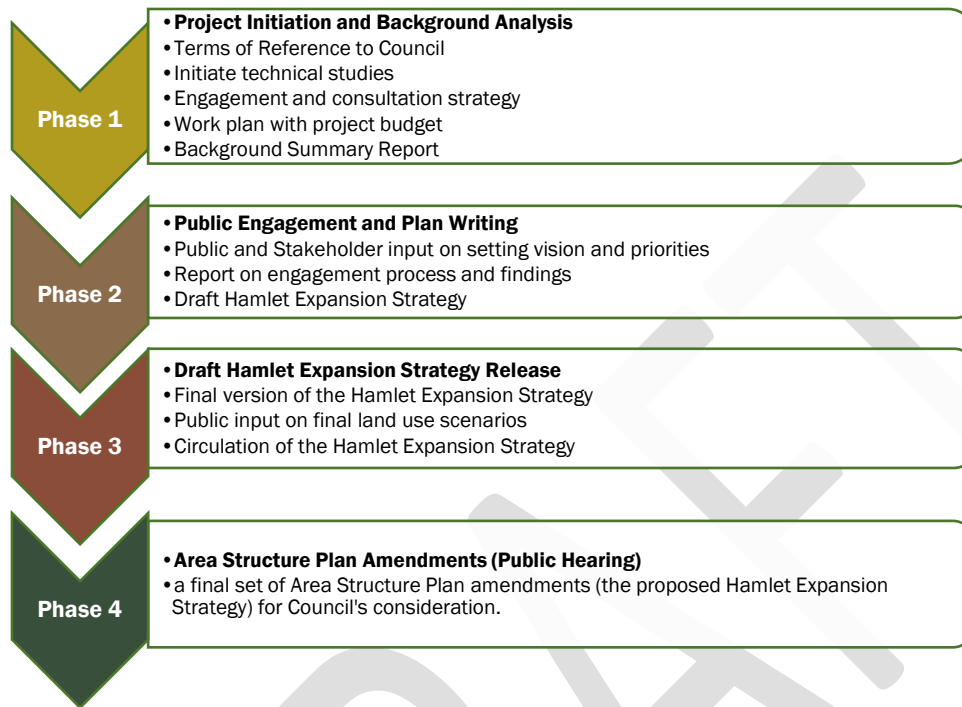 Phase 1
• Project Initiation and Background Analysis
• Terms of Reference to Council
• Initiate technical studies
• Engagement and consultation strategy
• Work plan with project budget
• Background Summary Report
Phase 2
• Public Engagement and Plan Writing
• Public and Stakeholder input on setting vision and priorities
• Report on engagement process and findings
• Draft Hamlet Expansion Strategy
Phase 3
• Draft Hamlet Expansion Strategy Release
• Final version of the Hamlet Expansion Strategy
• Public input on final land use scenarios
• Circulation of the Hamlet Expansion Strategy
Phase 4
• Area Structure Plan Amendments (Public Hearing)
• a final set of Area Structure Plan amendments (the proposed Hamlet Expansion
Strategy) for Council's consideration.
DRAFT